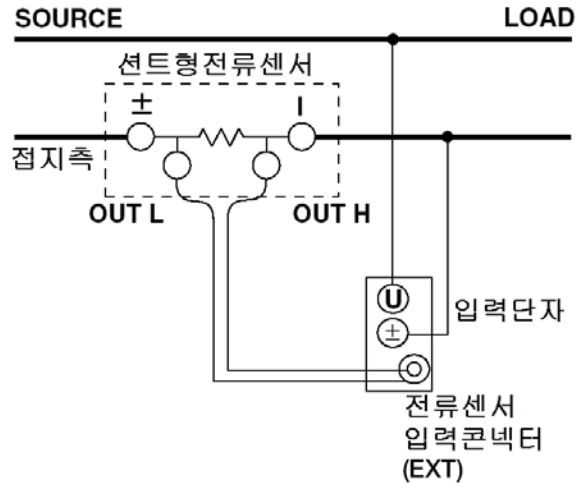 SOURCE
LOAD
션트형전류센서
± I
접지측
OUT L
OUT H
U
±
입력단자
전류센서
입력콘넥터
(EXT)